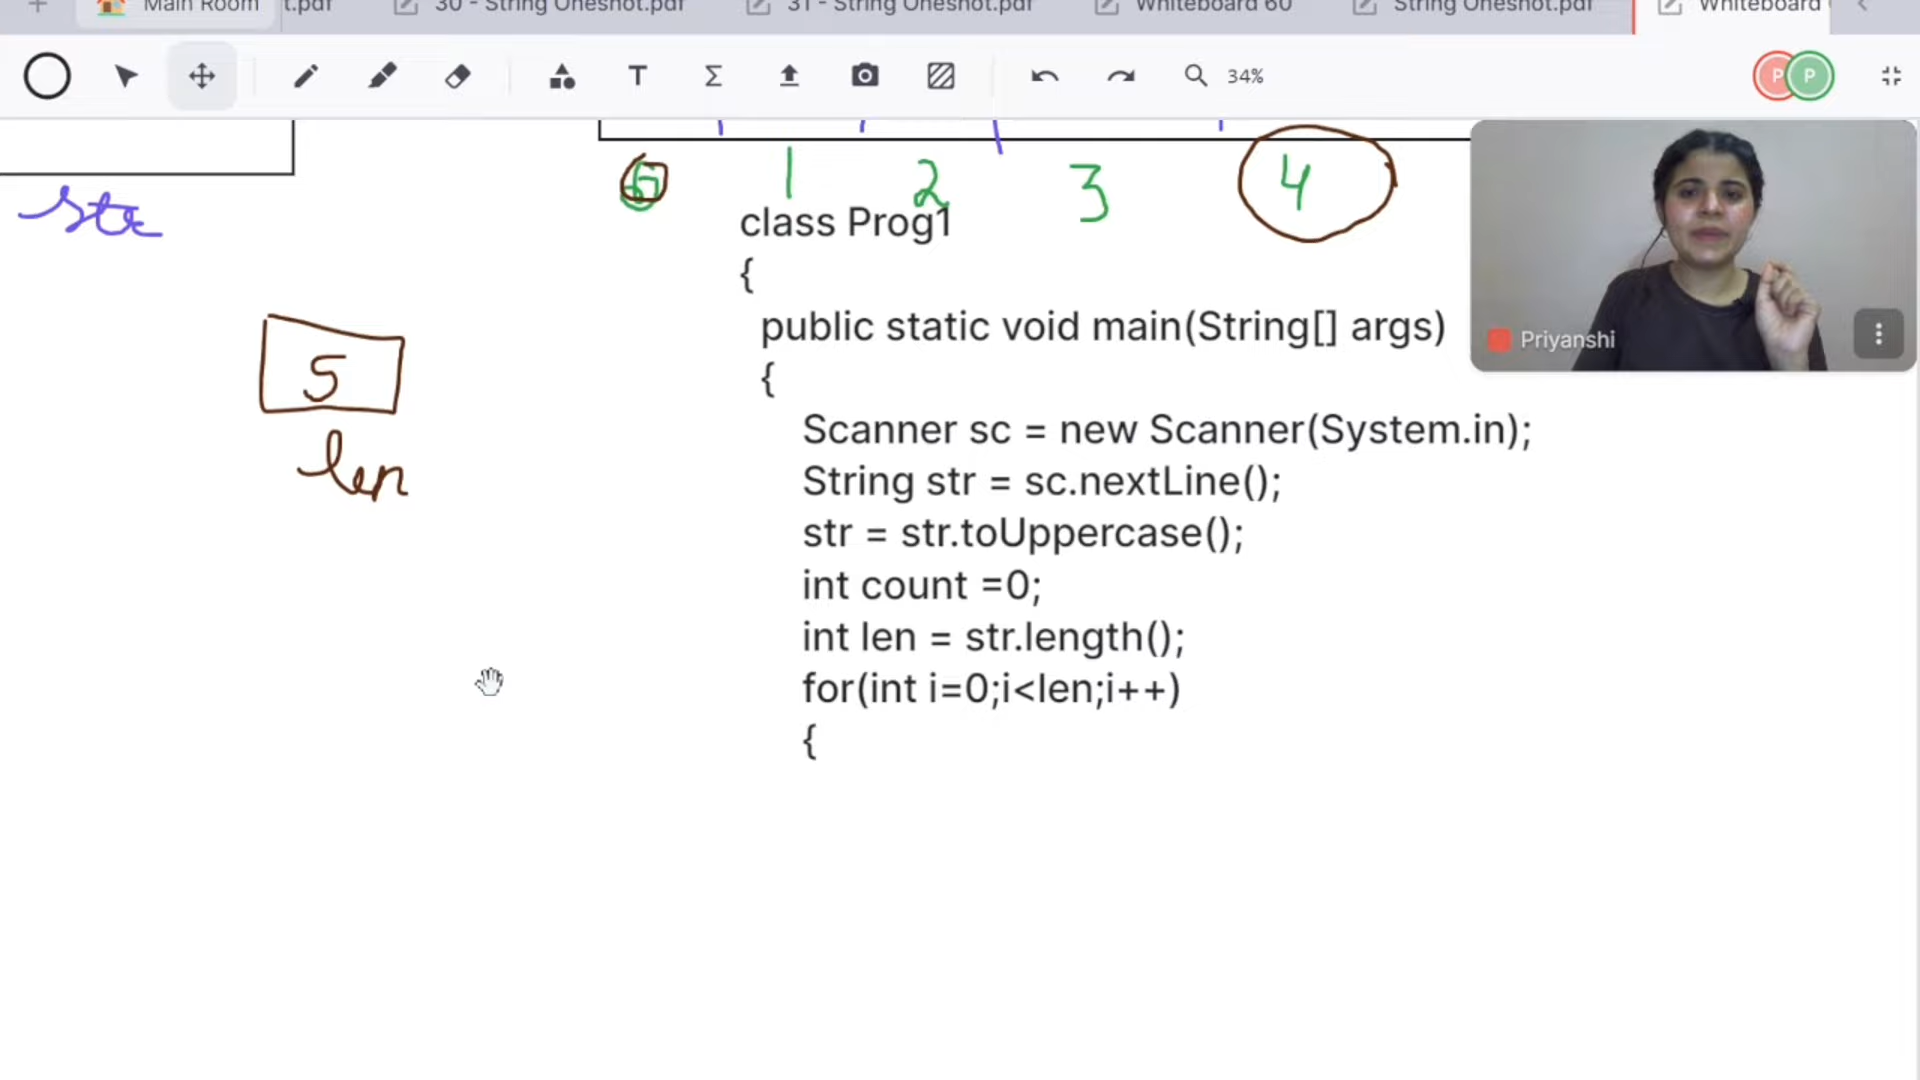 Main Room t.pdf 30 - String Oneshot.pdf 31 - String Oneshot.pdf Whiteboard 60 String Oneshot.pdf Whiteboard
T Σ 34% P P
1 2 3 4
str
class Prog1
{
public static void main(String[] args)
Priyanshi
{
5
len
Scanner sc = new Scanner(System.in);
String str = sc.nextLine();
str = str.toUppercase();
int count =0;
int len = str.length();
for(int i=0;i<len;i++)
{